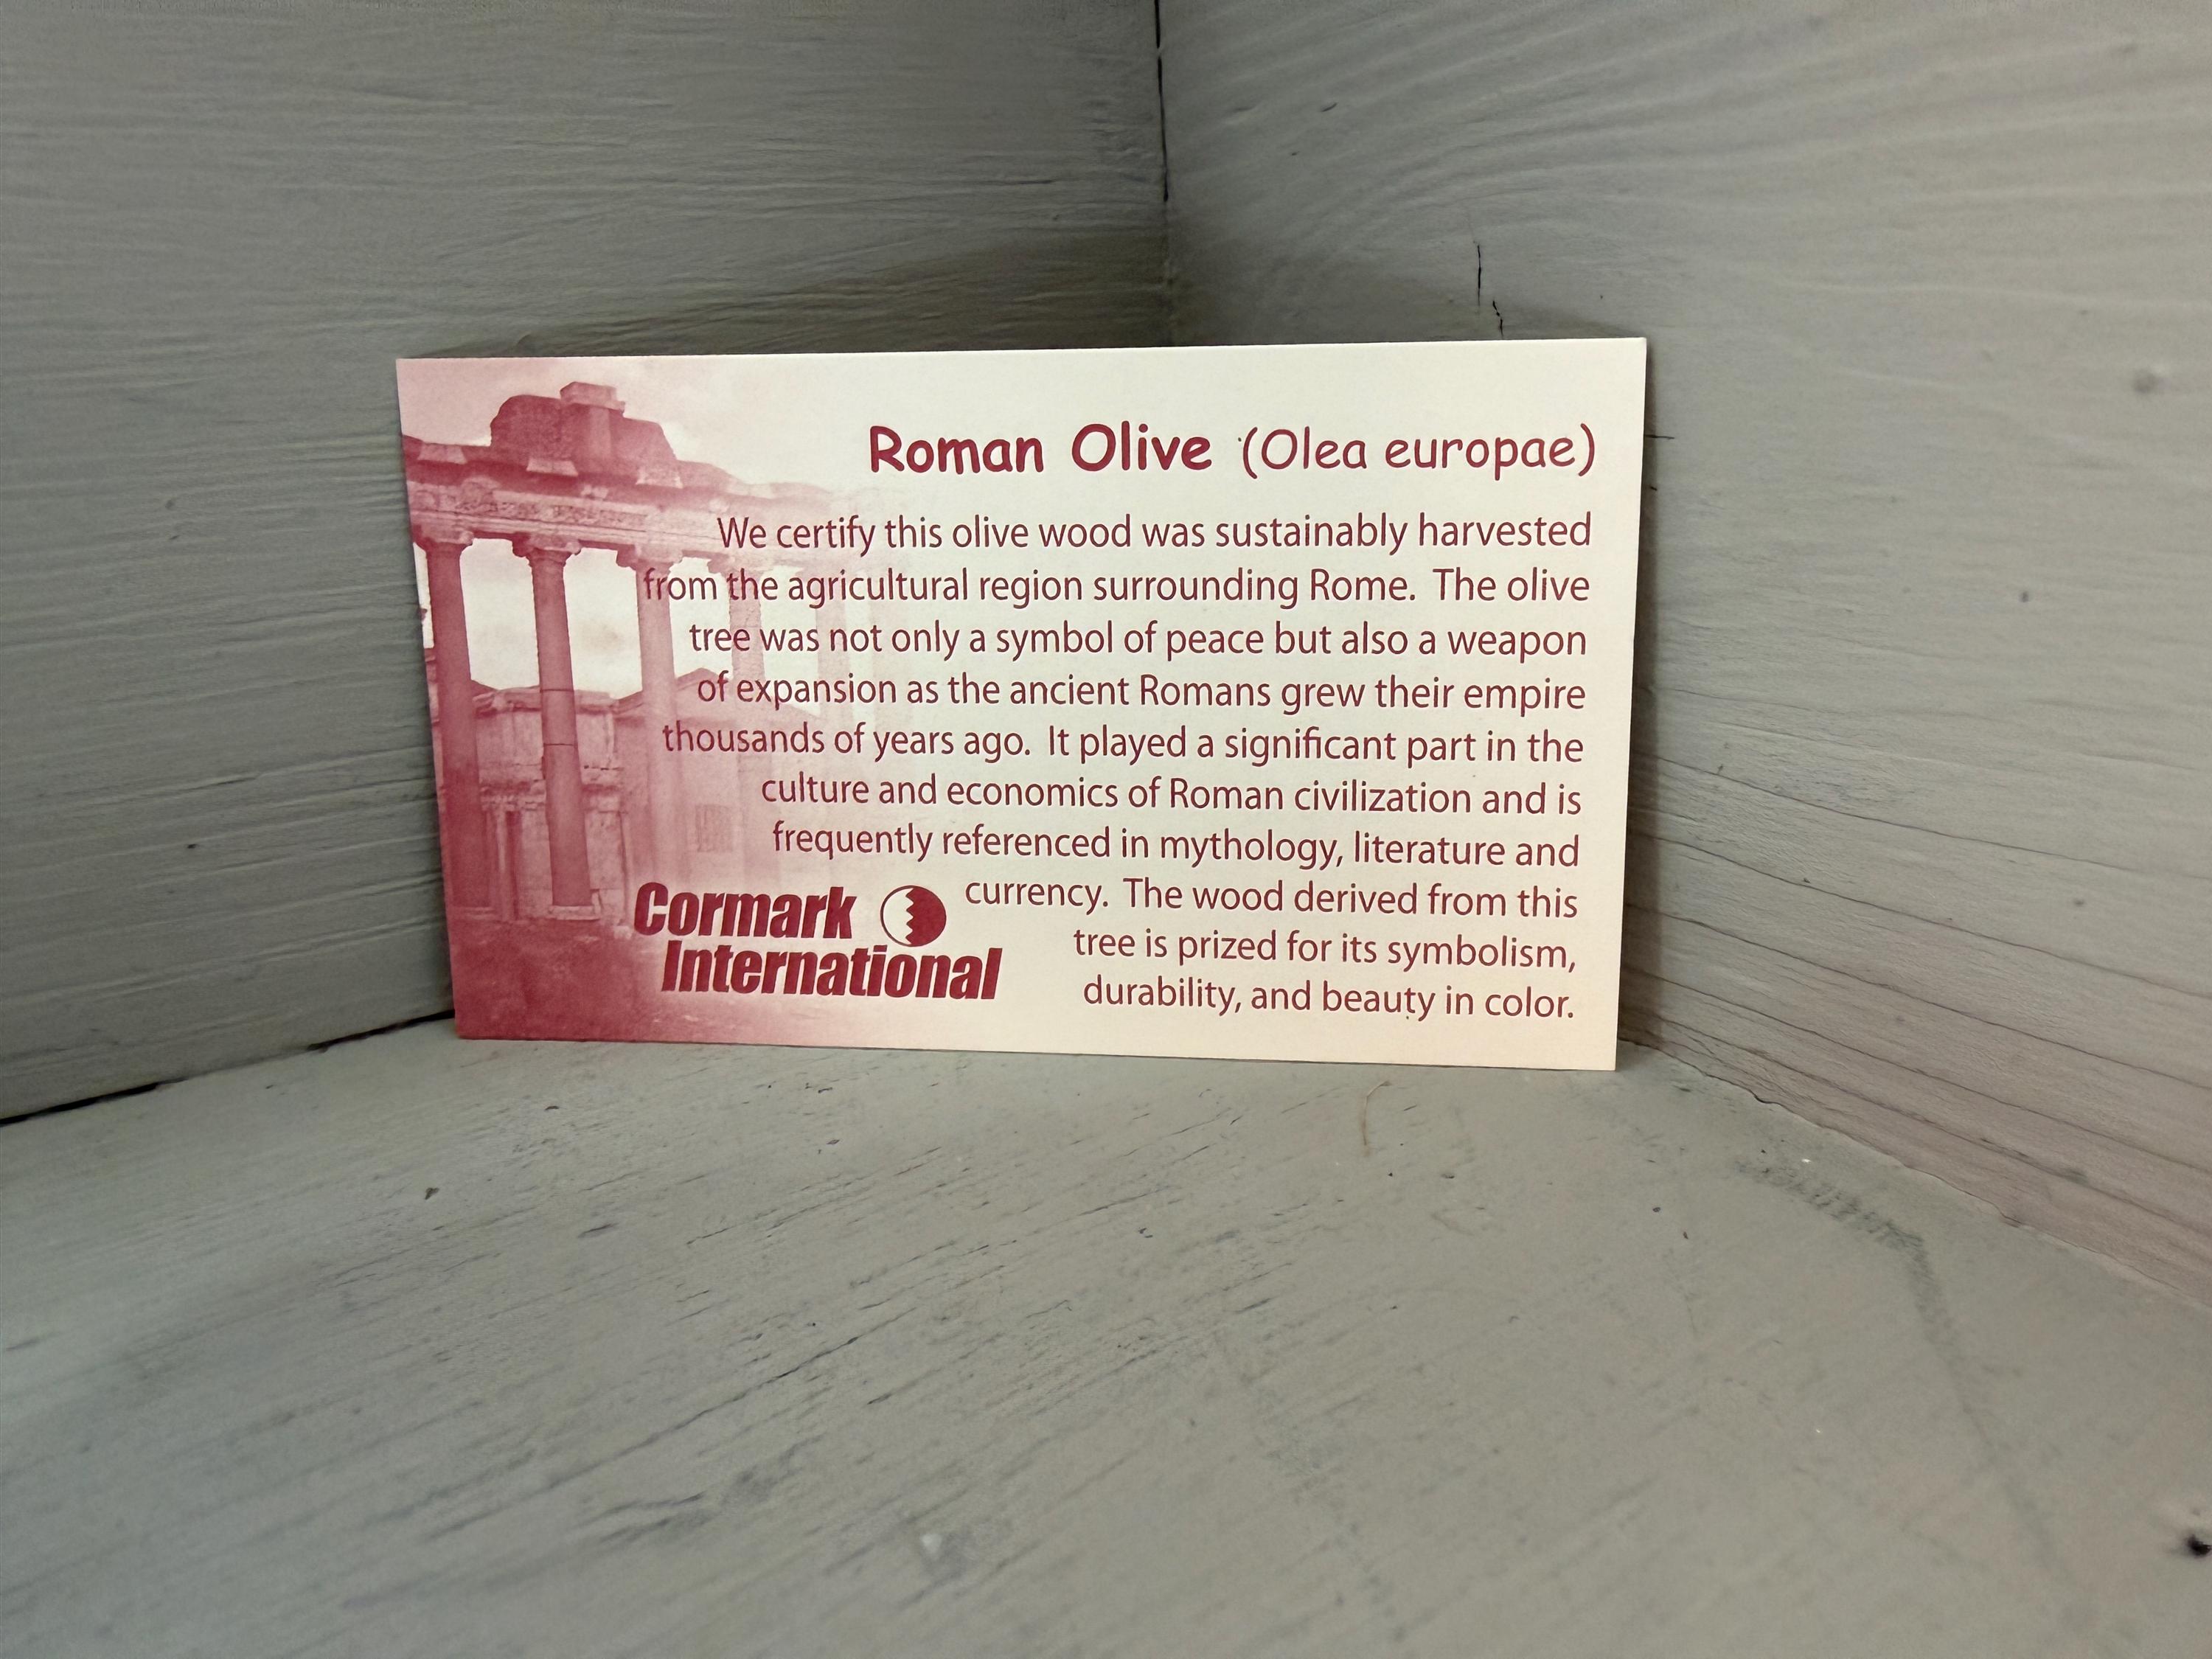 Roman Olive (Olea europae)
We certify this olive wood was sustainably harvested
from the agricultural region surrounding Rome. The olive
tree was not only a symbol of peace but also a weapon
of expansion as the ancient Romans grew their empire
thousands of years ago. It played a significant part in the
culture and economics of Roman civilization and is
frequently referenced in mythology, literature and
currency. The wood derived from this
tree is prized for its symbolism,
durability, and beauty in color.
Cormark
International